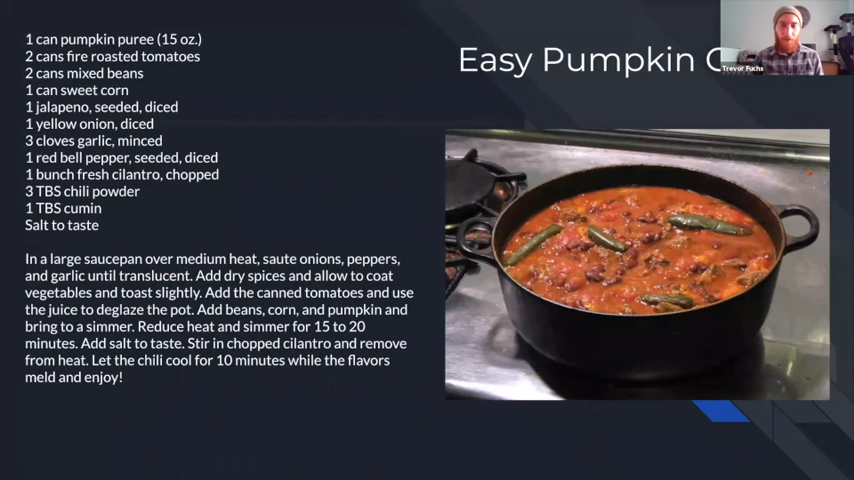 1 can pumpkin puree (15 oz.)
2 cans fire roasted tomatoes
2 cans mixed beans
1 can sweet corn
1 jalapeno, seeded, diced
1 yellow onion, diced
3 cloves garlic, minced
1 red bell pepper, seeded, diced
1 bunch fresh cilantro, chopped
3 TBS chili powder
1 TBS cumin
Salt to taste
In a large saucepan over medium heat, saute onions, peppers,
and garlic until translucent. Add dry spices and allow to coat
vegetables and toast slightly. Add the canned tomatoes and use
the juice to deglaze the pot. Add beans, corn, and pumpkin and
bring to a simmer. Reduce heat and simmer for 15 to 20
minutes. Add salt to taste. Stir in chopped cilantro and remove
from heat. Let the chili cool for 10 minutes while the flavors
meld and enjoy!
Easy Pumpkin
Trevor Fuchs